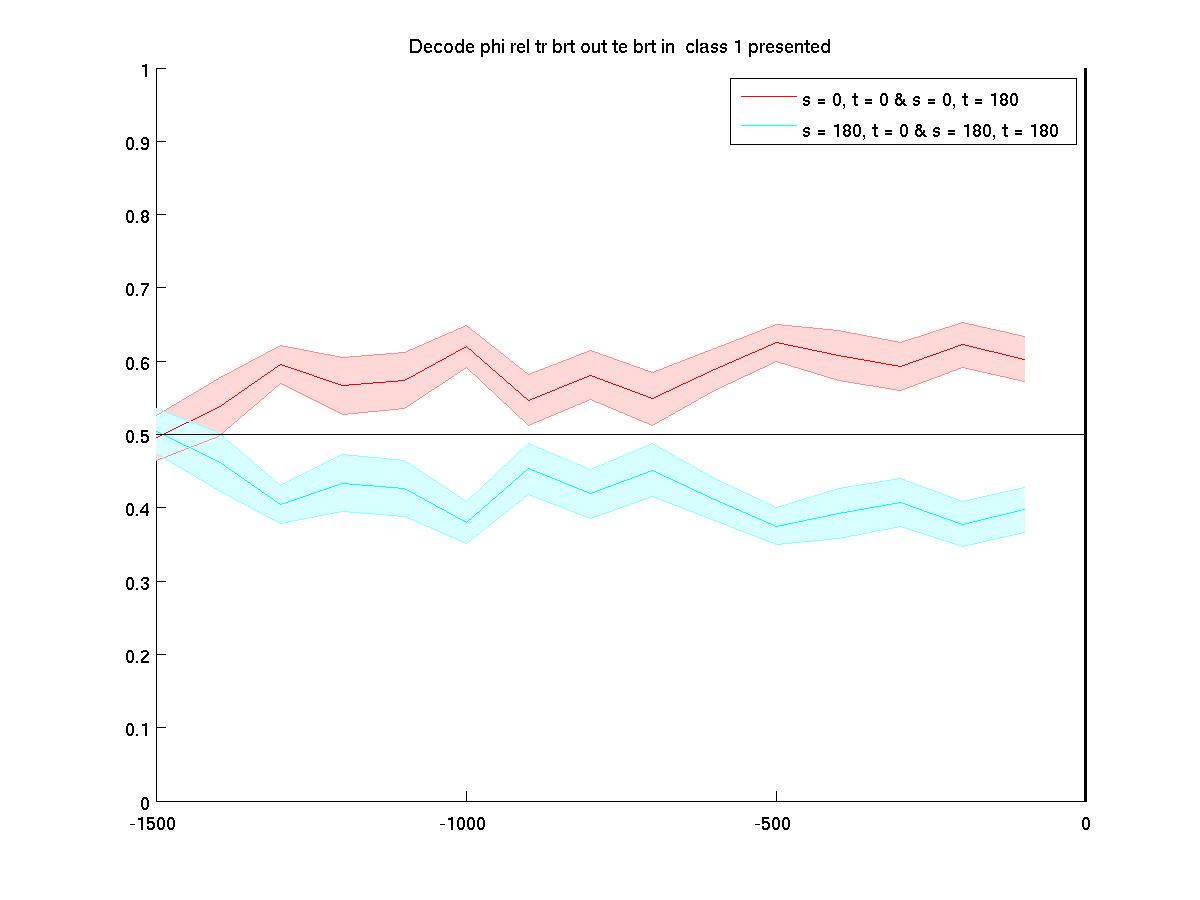 Decode phi rel tr brt out te brt in  class 1 presented
s = 0, t = 0 & s = 0, t = 180
s = 180, t = 0 & s = 180, t = 180
1
0.9
0.8
0.7
0.6
0.5
0.4
0.3
0.2
0.1
0
-1500 -1000 -500 0